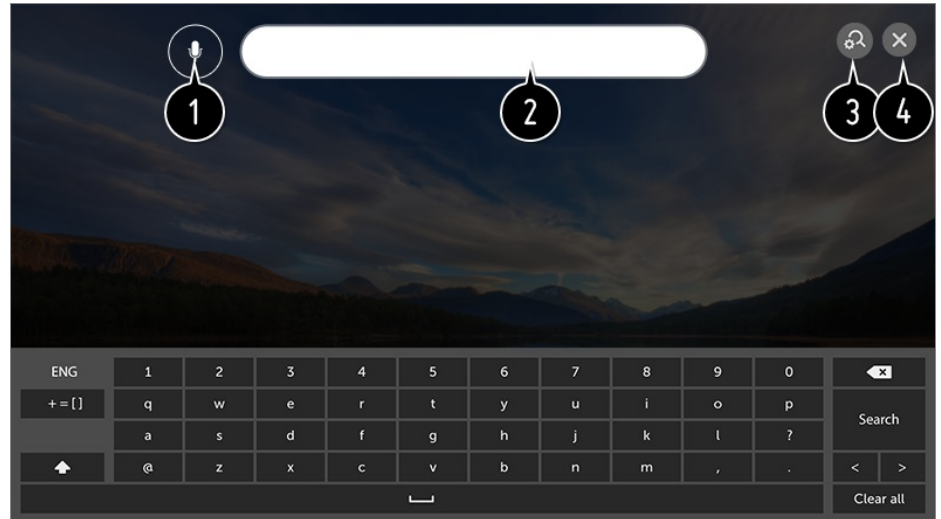 1 2 3 4
ENG 1 2 3 4 5 6 7 8 9 0
+=[] q w e r t y u i o p
Search
a s d f g h j k l ?
@ z x c v b n m , . < >
Clear all